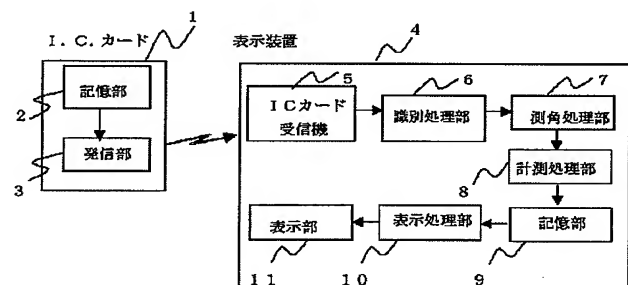 1
I.C.カード
2
記憶部
3
発信部
表示装置
4
5
ICカード
受信機
6
識別処理部
7
測角処理部
8
計測処理部
9
記憶部
10
表示処理部
11
表示部